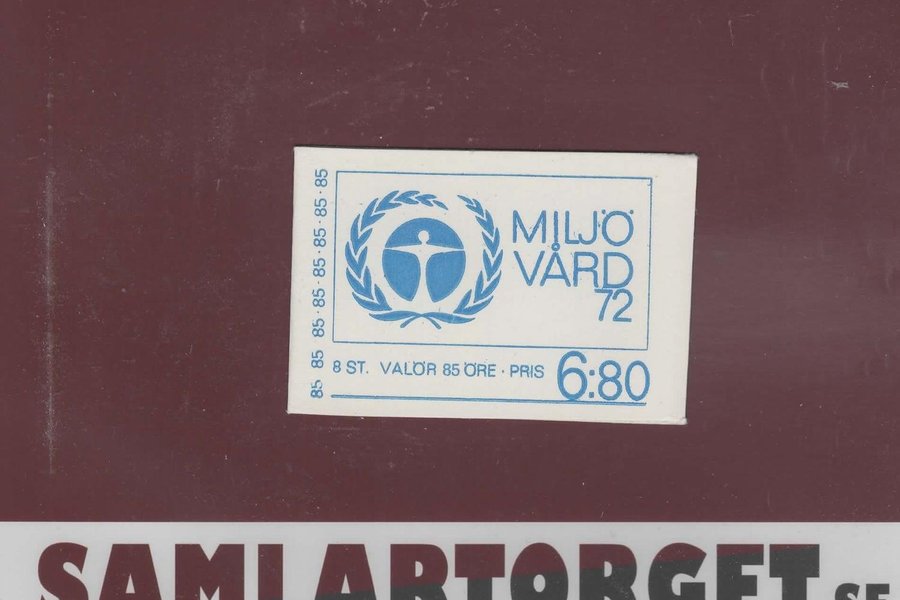 85 85 · 85 · 85 · 85 · 85 · 85
MILJÖ
VÅRD
72
8 ST. VALÖR 85 ÖRE · PRIS 6:80
SAMLARTORGET.SE